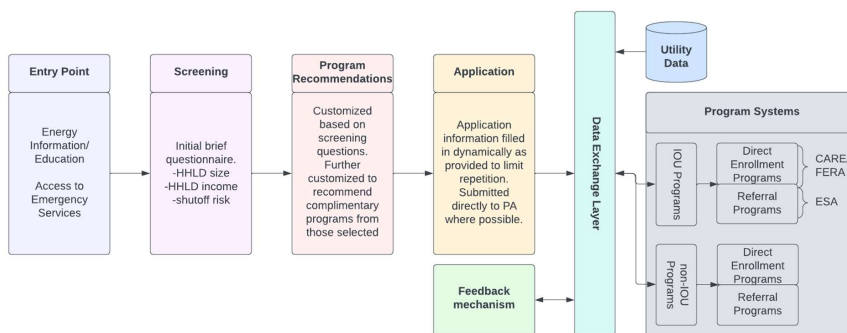 Entry Point
Energy
Information/
Education
Access to
Emergency
Services
Screening
Initial brief
questionnaire.
-HHLD size
-HHLD income
-shutoff risk
Program
Recommendations
Customized
based on
screening
questions.
Further
customized to
recommend
complimentary
programs from
those selected
Application
Application
information filled
in dynamically as
provided to limit
repetition.
Submitted
directly to PA
where possible.
Feedback
mechanism
Data Exchange Layer
Utility
Data
Program Systems
IOU Programs
Direct
Enrollment
Programs
Referral
Programs
CARE/
FERA
ESA
non-IOU
Programs
Direct
Enrollment
Programs
Referral
Programs